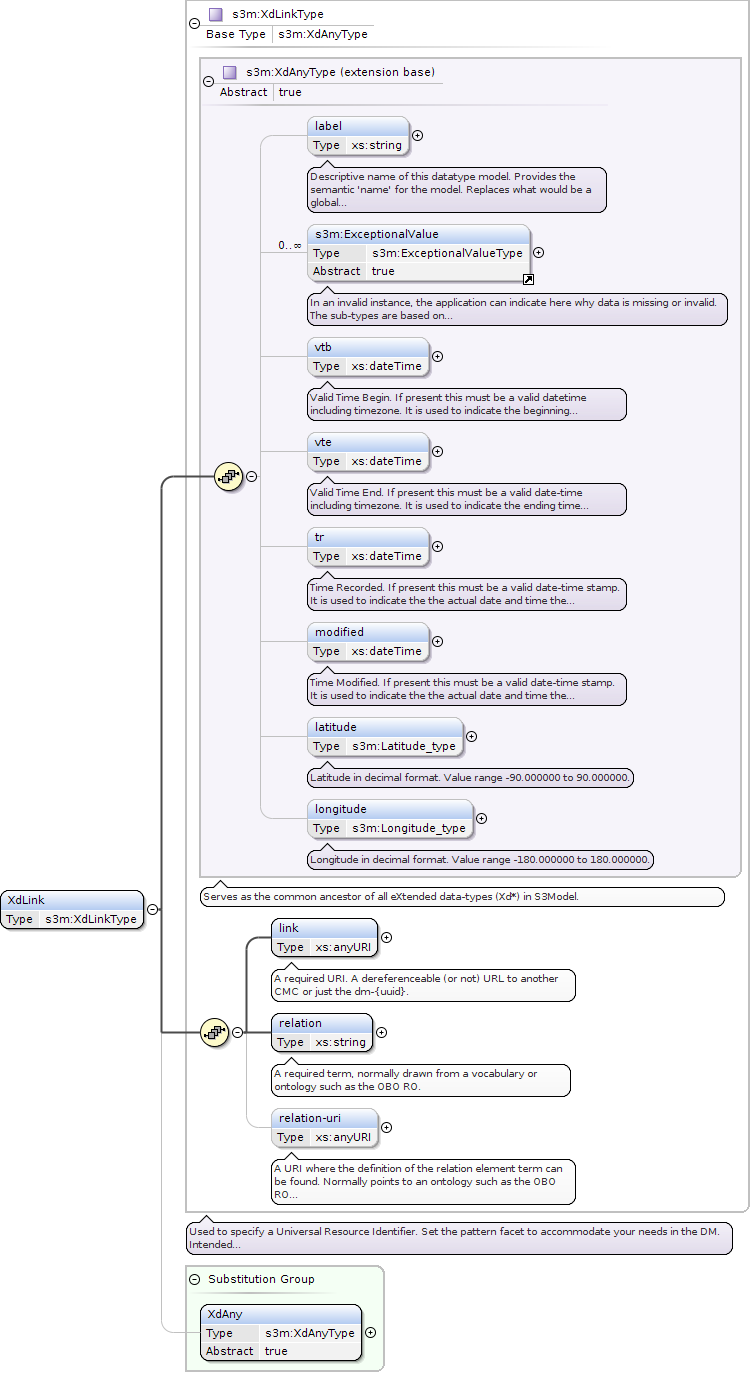 s3m:XdLinkType
Base Type s3m:XdAnyType
s3m:XdAnyType (extension base)
Abstract true
label
Type xs:string
Descriptive name of this datatype model. Provides the
semantic 'name' for the model. Replaces what would be a
global...
0..∞
s3m:ExceptionalValue
Type s3m:ExceptionalValueType
Abstract true
In an invalid instance, the application can indicate here why data is missing or invalid.
The sub-types are based on...
vtb
Type xs:dateTime
Valid Time Begin. If present this must be a valid datetime
including timezone. It is used to indicate the beginning...
vte
Type xs:dateTime
Valid Time End. If present this must be a valid date-time
including timezone. It is used to indicate the ending time...
tr
Type xs:dateTime
Time Recorded. If present this must be a valid date-time stamp.
It is used to indicate the the actual date and time the...
modified
Type xs:dateTime
Time Modified. If present this must be a valid date-time stamp.
It is used to indicate the the actual date and time the...
latitude
Type s3m:Latitude_type
Latitude in decimal format. Value range -90.000000 to 90.000000.
longitude
Type s3m:Longitude_type
Longitude in decimal format. Value range -180.000000 to 180.000000.
Serves as the common ancestor of all eXtended data-types (Xd*) in S3Model.
XdLink
Type s3m:XdLinkType
link
Type xs:anyURI
A required URI. A dereferenceable (or not) URL to another
CMC or just the dm-{uuid}.
relation
Type xs:string
A required term, normally drawn from a vocabulary or
ontology such as the OBO RO.
relation-uri
Type xs:anyURI
A URI where the definition of the relation element term can
be found. Normally points to an ontology such as the OBO
RO...
Used to specify a Universal Resource Identifier. Set the pattern facet to accommodate your needs in the DM.
Intended...
Substitution Group
XdAny
Type s3m:XdAnyType
Abstract true